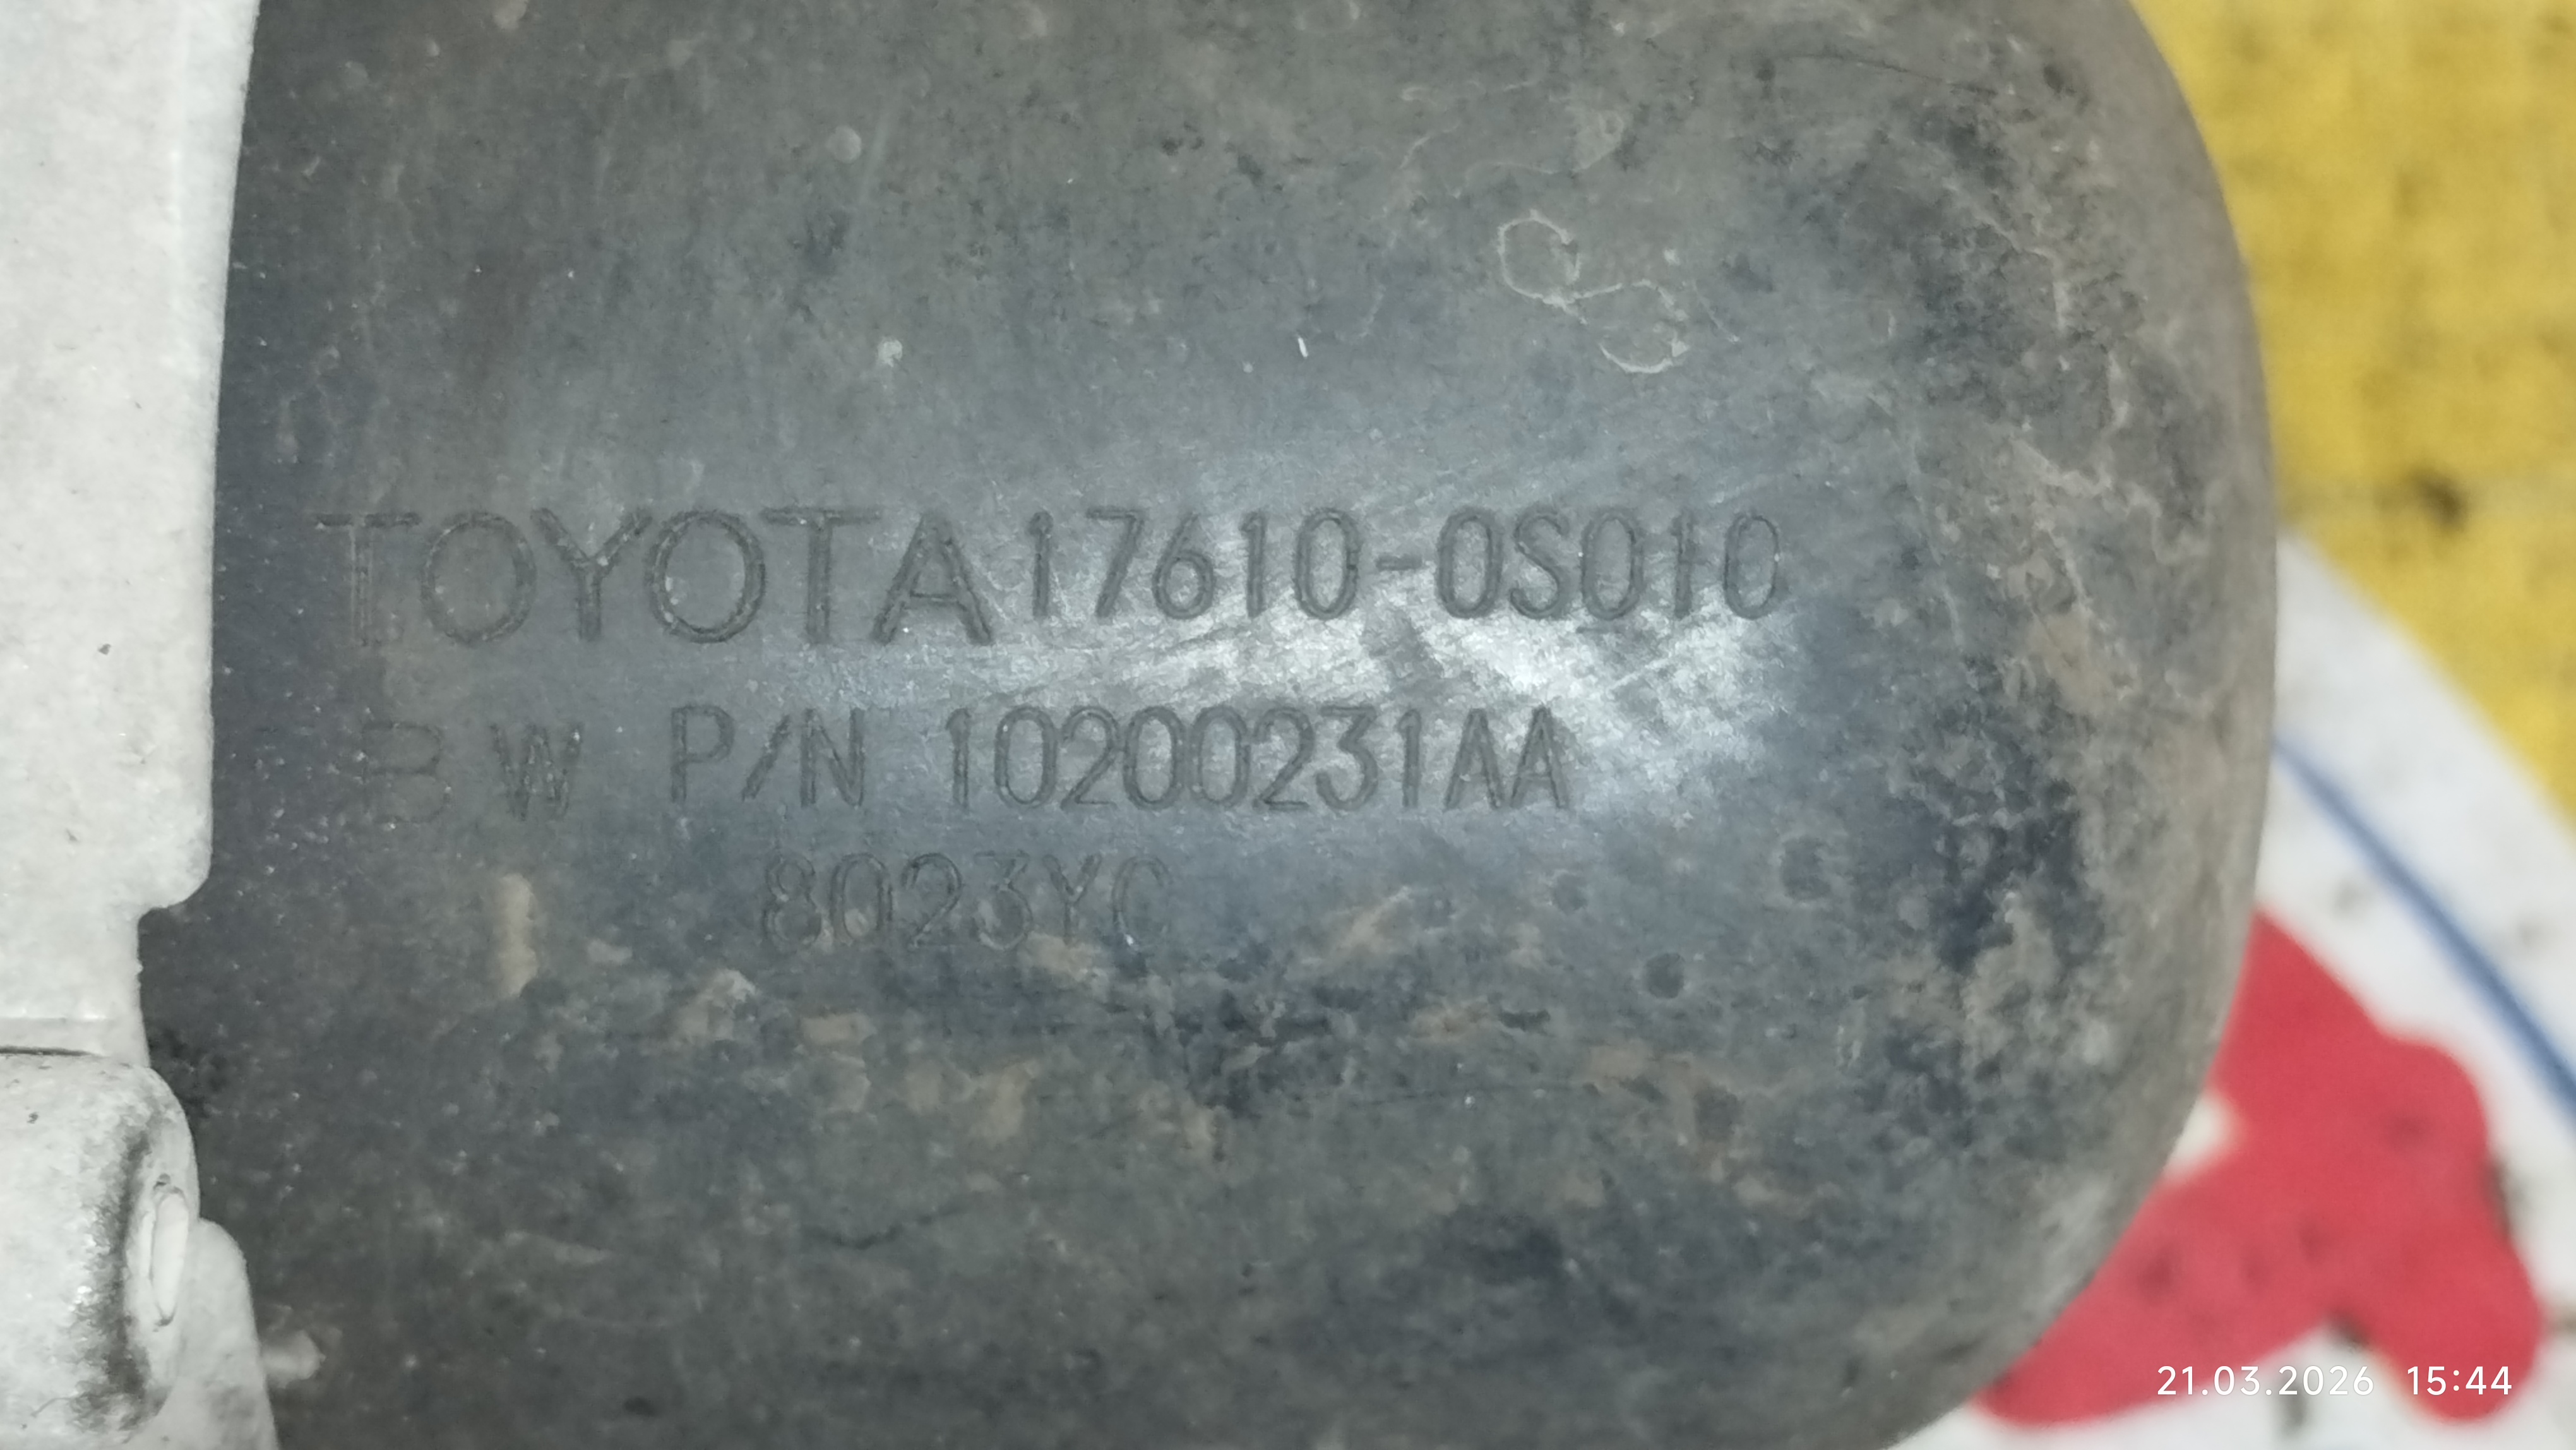 TOYOTA 17610-0S010
BW P/N 10200231AA
8023YC
21.03.2026 15:44